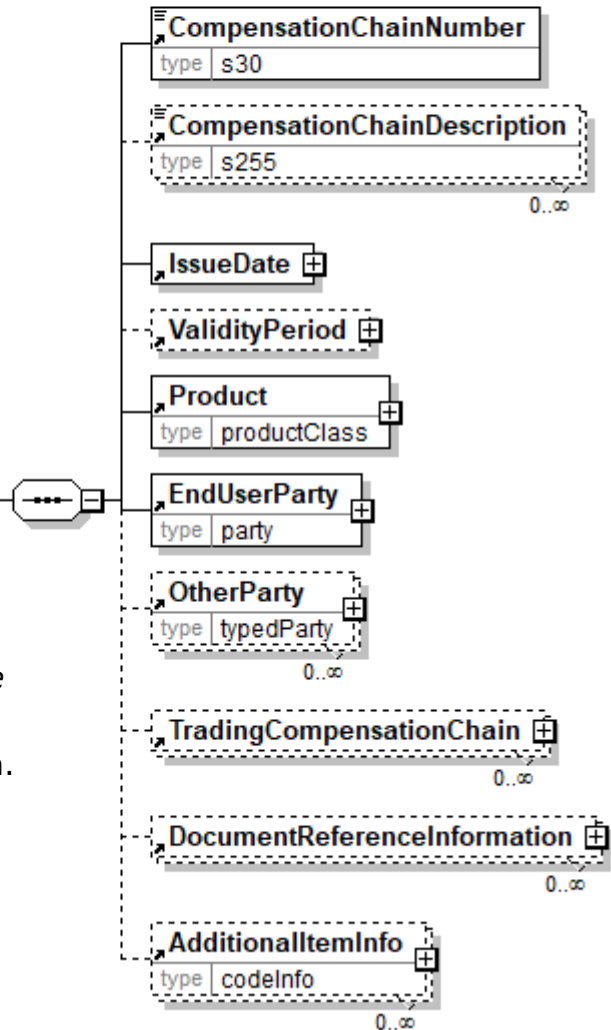 CompensationChainNumber
type s30
CompensationChainDescription
type s255
0..∞
IssueDate
ValidityPeriod
Product
type productClass
EndUserParty
type party
OtherParty
type typedParty
0..∞
e
TradingCompensationChain
n.
0..∞
DocumentReferenceInformation
0..∞
AdditionalItemInfo
type codeInfo
0..∞